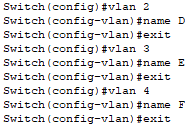 Switch(config)#vlan 2
Switch(config-vlan)#name D
Switch(config-vlan)#exit
Switch(config)#vlan 3
Switch(config-vlan)#name E
Switch(config-vlan)#exit
Switch(config)#vlan 4
Switch(config-vlan)#name F
Switch(config-vlan)#exit